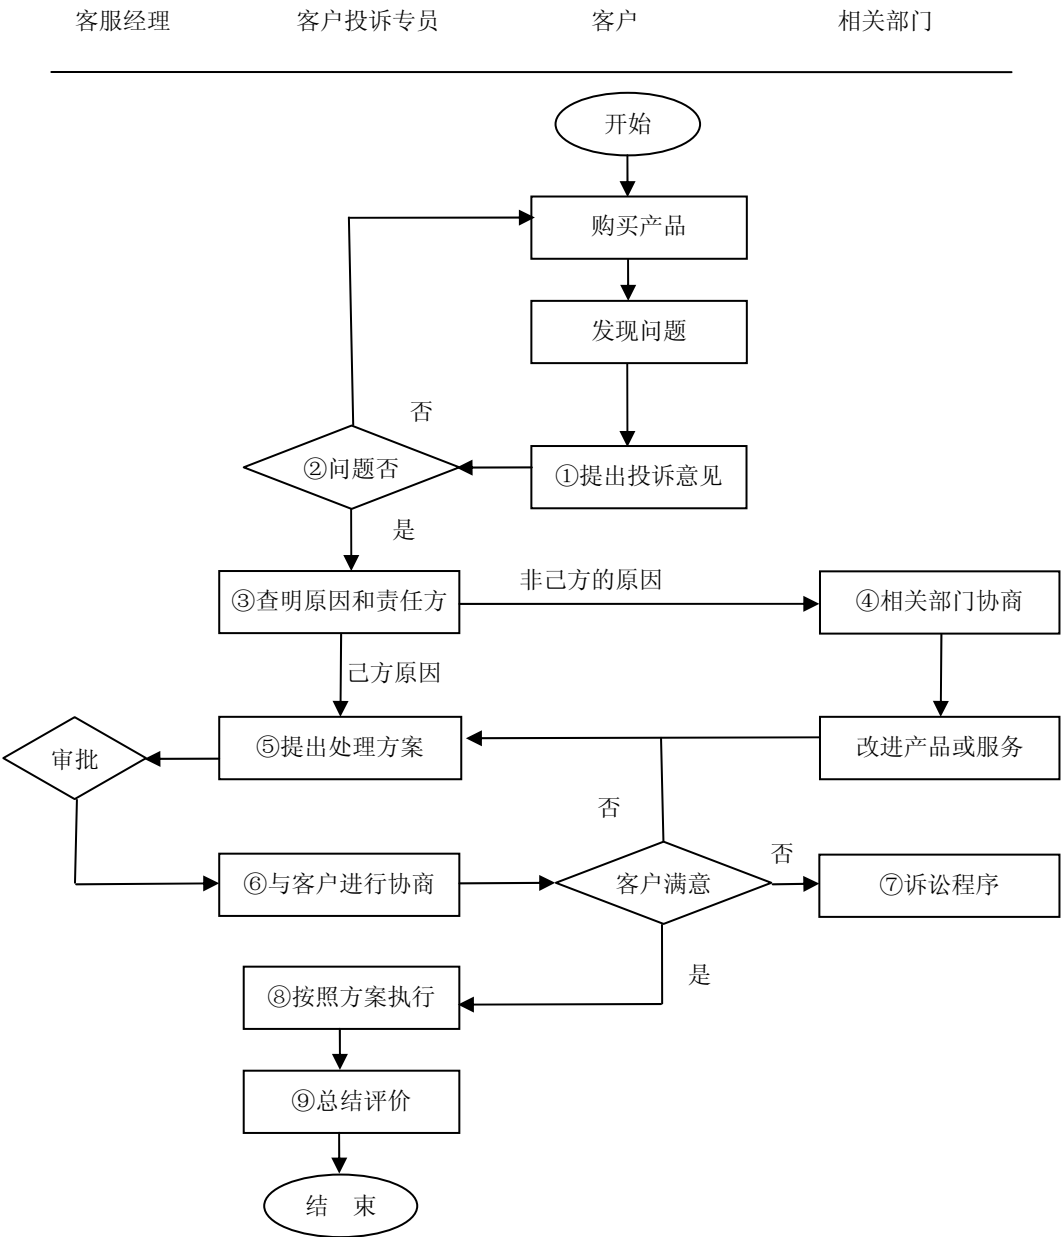 客服经理
客户投诉专员
客户
相关部门
开始
购买产品
发现问题
否
②问题否
①提出投诉意见
是
③查明原因和责任方
非己方的原因
④相关部门协商
己方原因
审批
⑤提出处理方案
改进产品或服务
否
⑥与客户进行协商
客户满意
否
⑦诉讼程序
是
⑧按照方案执行
⑨总结评价
结 束